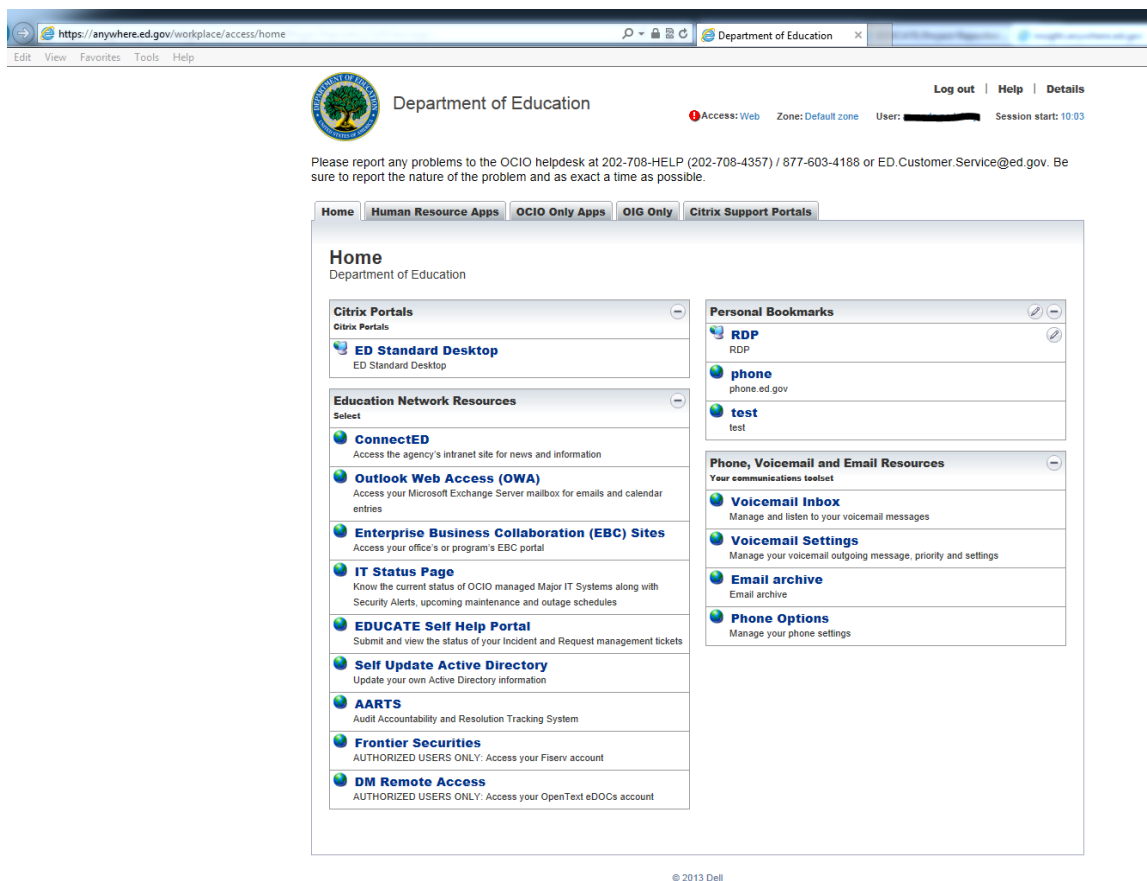 https://anywhere.ed.gov/workplace/access/home
Department of Education
Edit View Favorites Tools Help
DEPARTMENT OF EDUCATION
UNITED STATES OF AMERICA
Department of Education
Log out | Help | Details
Access: Web Zone: Default zone User: Session start: 10:03
Please report any problems to the OCIO helpdesk at 202-708-HELP (202-708-4357) / 877-603-4188 or ED.Customer.Service@ed.gov. Be
sure to report the nature of the problem and as exact a time as possible.
Home Human Resource Apps OCIO Only Apps OIG Only Citrix Support Portals
Home
Department of Education
Citrix Portals
Citrix Portals
ED Standard Desktop
ED Standard Desktop
Education Network Resources
Select
ConnectED
Access the agency's intranet site for news and information
Outlook Web Access (OWA)
Access your Microsoft Exchange Server mailbox for emails and calendar
entries
Enterprise Business Collaboration (EBC) Sites
Access your office's or program's EBC portal
IT Status Page
Know the current status of OCIO managed Major IT Systems along with
Security Alerts, upcoming maintenance and outage schedules
EDUCATE Self Help Portal
Submit and view the status of your Incident and Request management tickets
Self Update Active Directory
Update your own Active Directory information
AARTS
Audit Accountability and Resolution Tracking System
Frontier Securities
AUTHORIZED USERS ONLY: Access your Fiserv account
DM Remote Access
AUTHORIZED USERS ONLY: Access your OpenText eDOCs account
Personal Bookmarks
RDP
RDP
phone
phone.ed.gov
test
test
Phone, Voicemail and Email Resources
Your communications toolset
Voicemail Inbox
Manage and listen to your voicemail messages
Voicemail Settings
Manage your voicemail outgoing message, priority and settings
Email archive
Email archive
Phone Options
Manage your phone settings
© 2013 Dell